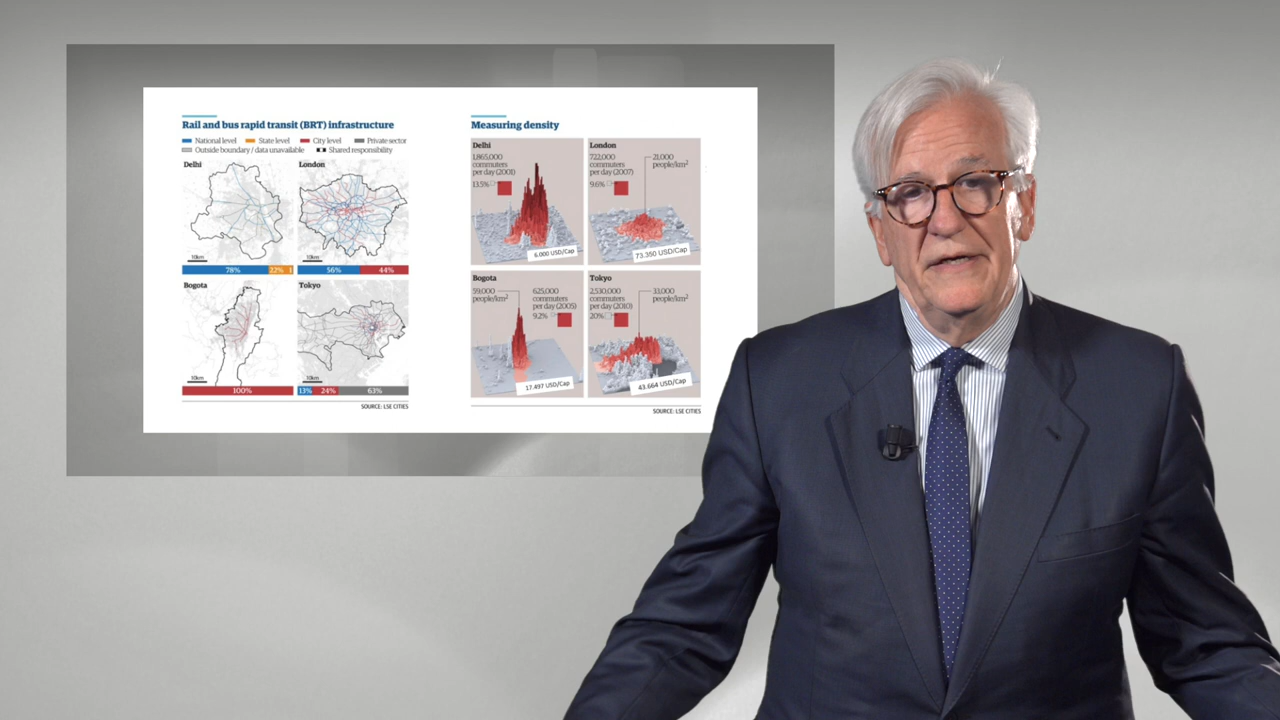 Rail and bus rapid transit (BRT) infrastructure
National level State level City level Private sector
Outside boundary / data unavailable Shared responsibility
Delhi London
10km 10km
78% 22% 1 56% 44%
Bogota Tokyo
10km 10km
100% 13% 24% 63%
SOURCE: LSE CITIES
Measuring density
Delhi
1,865,000
commuters
per day (2001)
13.5%
6.000 USD/Cap
London
722,000
commuters
per day (2007)
9.6%
21,000
people/km²
73.350 USD/Cap
Bogota
59,000
people/km²
625,000
commuters
per day (2005)
9.2%
17.497 USD/Cap
Tokyo
2,530,000
commuters
per day (2010)
20%
33,000
people/km²
43.664 USD/Cap
SOURCE: LSE CITIES